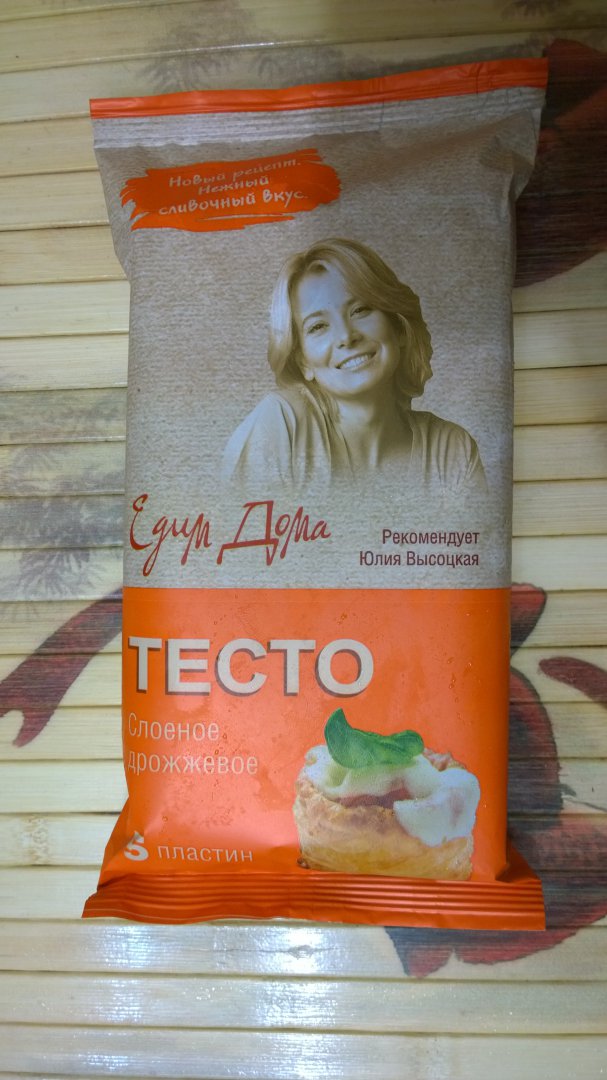 Новый рецепт.
Нежный
сливочный вкус.
Едим Дома
Рекомендует
Юлия Высоцкая
ТЕСТО
Слоеное
дрожжевое
5 пластин